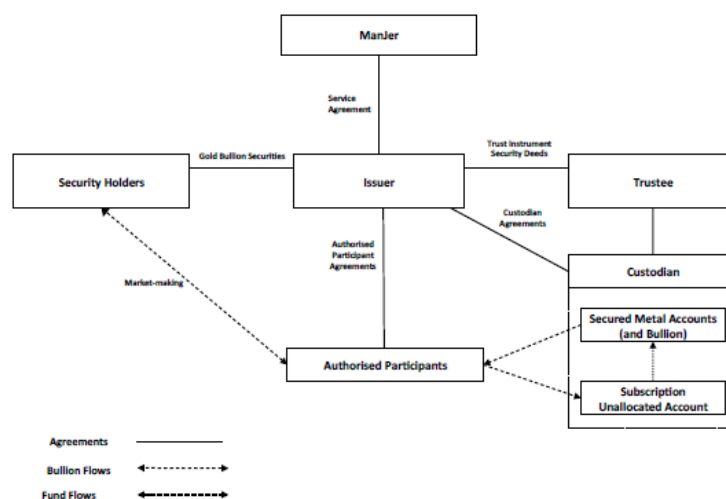 ManJer
Service
Agreement
Gold Bullion Securities
Trust Instrument
Security Deeds
Security Holders
Issuer
Trustee
Custodian
Agreements
Authorised
Participant
Agreements
Custodian
Market-making
Secured Metal Accounts
(and Bullion)
Authorised Participants
Subscription
Unallocated Account
Agreements
Bullion Flows
Fund Flows